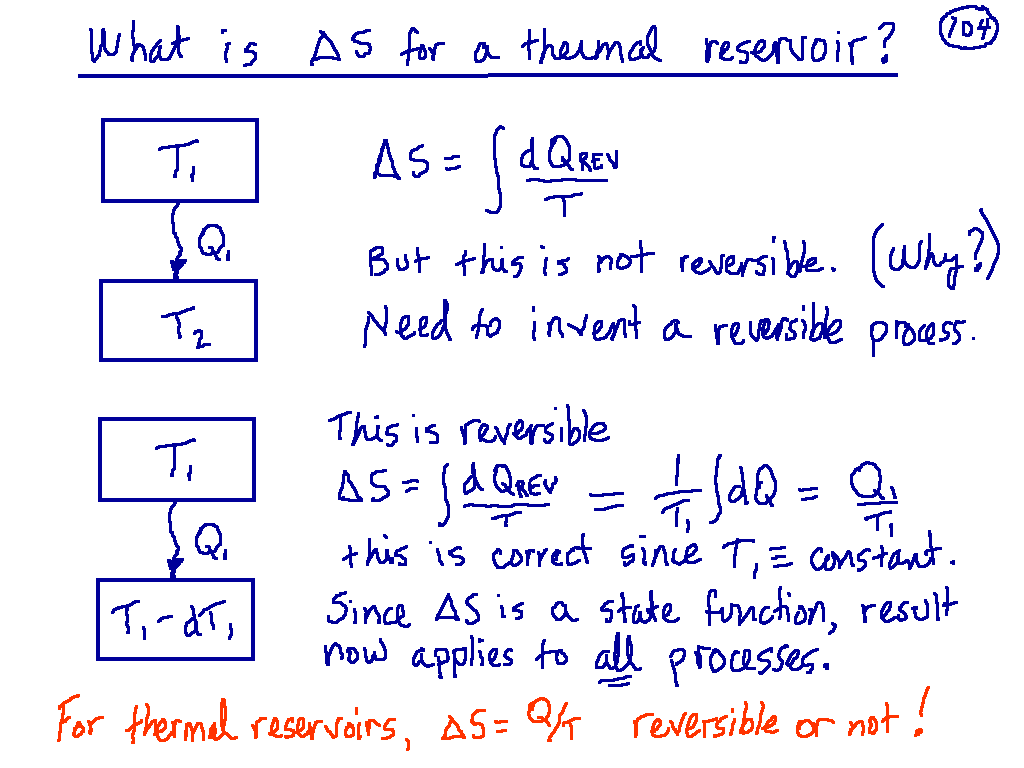 What is ΔS for a thermal reservoir? 104
T₁
ΔS = ∫ dQ_REV / T
Q₁
But this is not reversible. (Why?)
T₂
Need to invent a reversible process.
This is reversible
T₁
ΔS = ∫ dQ_REV / T = 1/T₁ ∫dQ = Q₁/T₁
Q₁
this is correct since T₁ ≡ constant.
T₁-dT₁
Since ΔS is a state function, result
now applies to all processes.
For thermal reservoirs, ΔS = Q/T reversible or not!